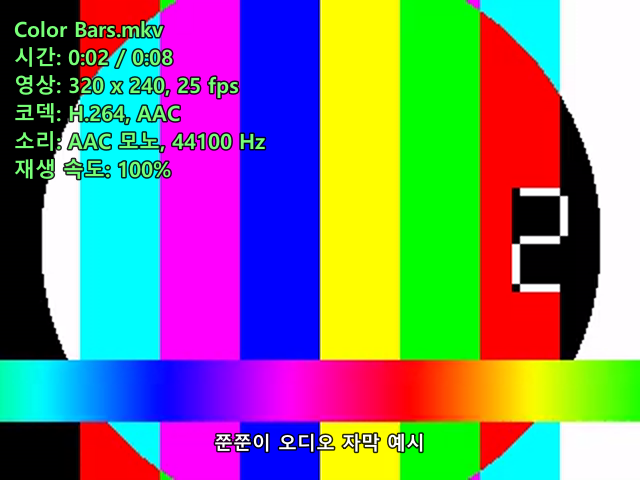 Color Bars.mkv
시간: 0:02 / 0:08
영상: 320 x 240, 25 fps
코덱: H.264, AAC
소리: AAC 모노, 44100 Hz
재생 속도: 100%
2
쭌쭌이 오디오 자막 예시